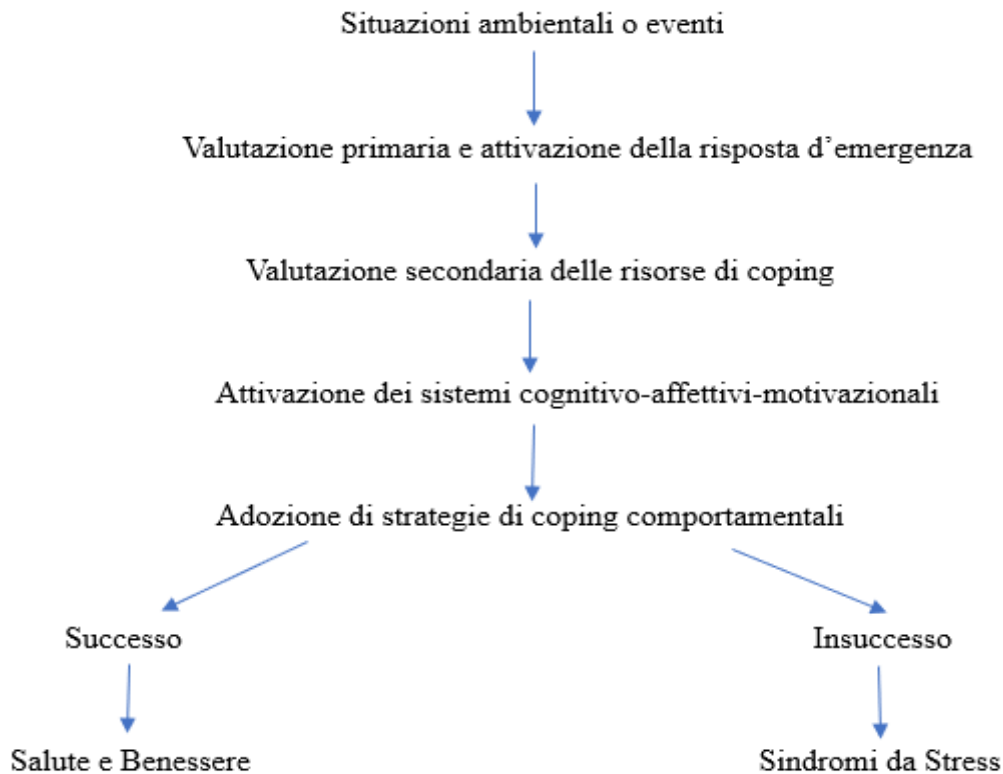 Situazioni ambientali o eventi
Valutazione primaria e attivazione della risposta d’emergenza
Valutazione secondaria delle risorse di coping
Attivazione dei sistemi cognitivo-affettivi-motivazionali
Adozione di strategie di coping comportamentali
Successo
Insuccesso
Salute e Benessere
Sindromi da Stress